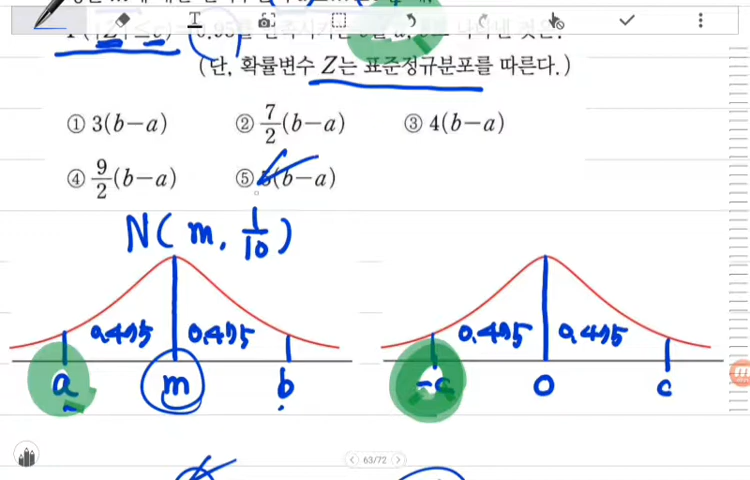 (단, 확률변수 Z는 표준정규분포를 따른다.)
① 3(b−a) ② 7/2(b−a) ③ 4(b−a)
④ 9/2(b−a) ⑤ (b−a)
N(m, 1/10)
0.475 0.475 0.475 0.475
a m b -c 0 c
63/72